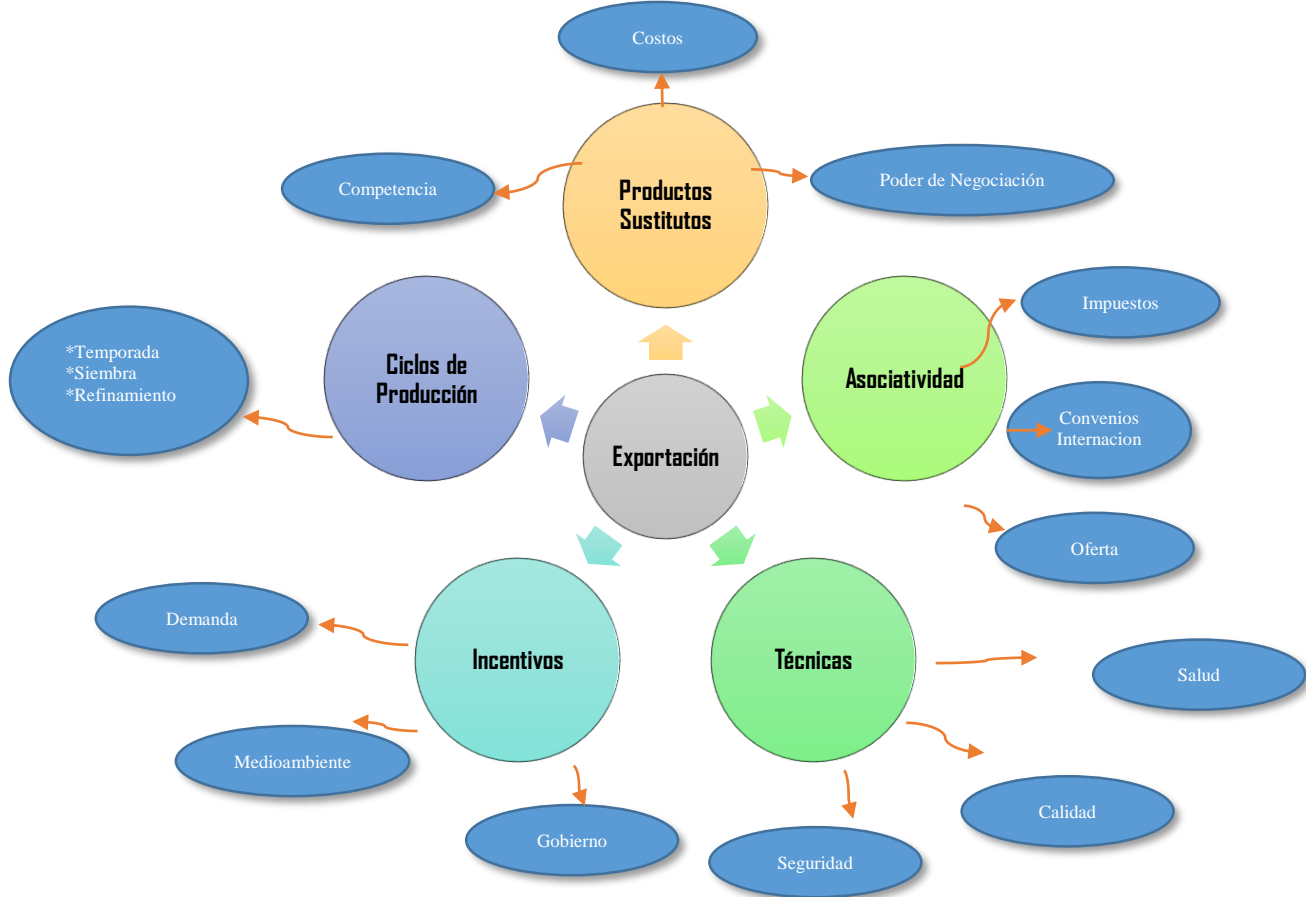 Costos
Competencia
Productos
Sustitutos
Poder de Negociación
*Temporada
*Siembra
*Refinamiento
Ciclos de
Producción
Exportación
Asociatividad
Impuestos
Convenios
Internacion
Oferta
Demanda
Medioambiente
Gobierno
Incentivos
Técnicas
Salud
Calidad
Seguridad